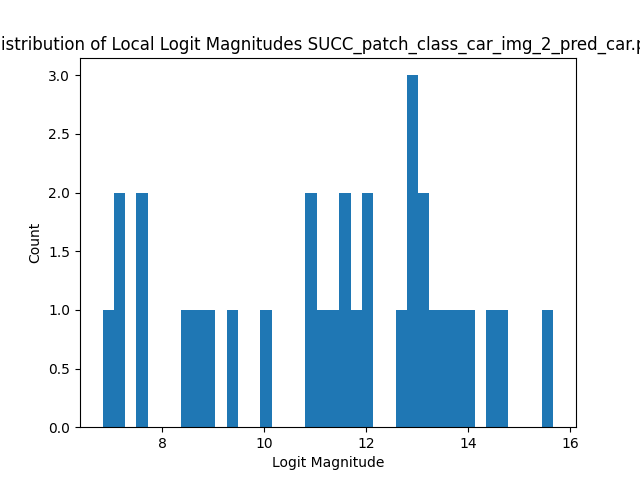 istribution of Local Logit Magnitudes SUCC_patch_class_car_img_2_pred_car.p
3.0
2.5
2.0
1.5
1.0
0.5
0.0
Count
8 10 12 14 16
Logit Magnitude